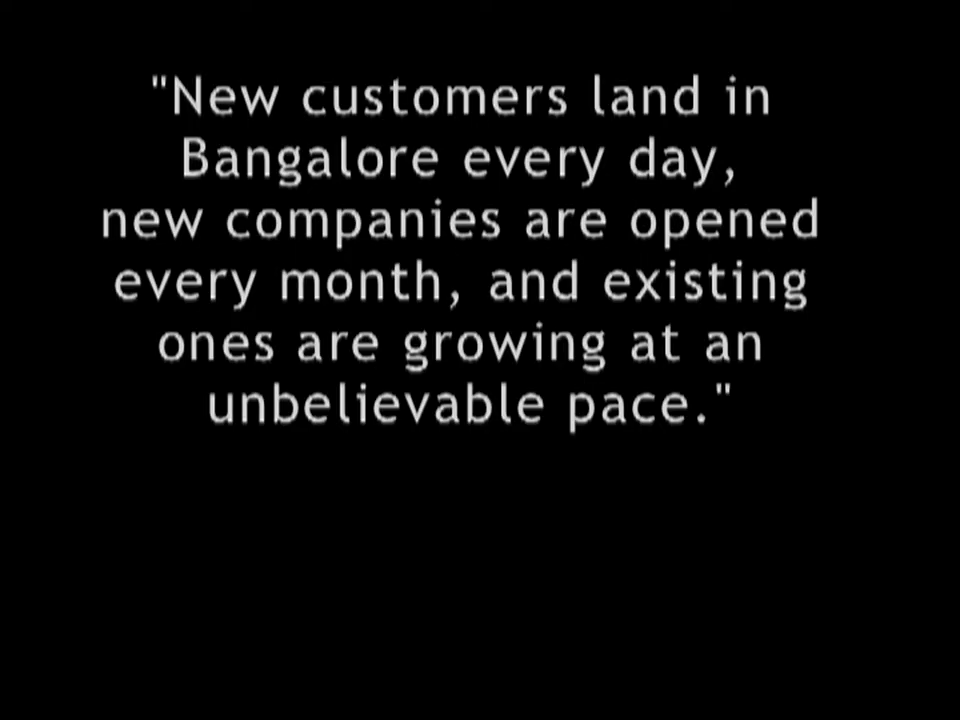 "New customers land in
Bangalore every day,
new companies are opened
every month, and existing
ones are growing at an
unbelievable pace."